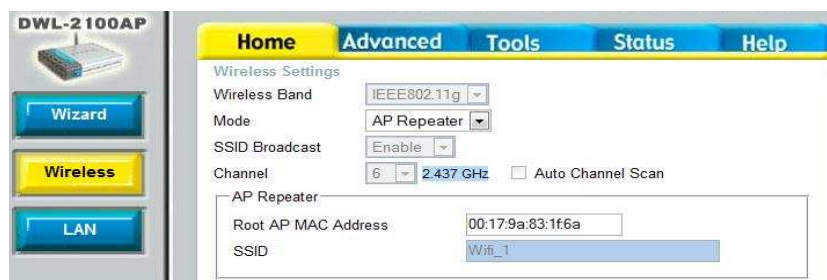 DWL-2100AP
Home Advanced Tools Status Help
Wizard
Wireless
LAN
Wireless Settings
Wireless Band IEEE802.11g
Mode AP Repeater
SSID Broadcast Enable
Channel 6 2.437 GHz Auto Channel Scan
AP Repeater
Root AP MAC Address 00:17:9a:83:1f:6a
SSID Wifi_1